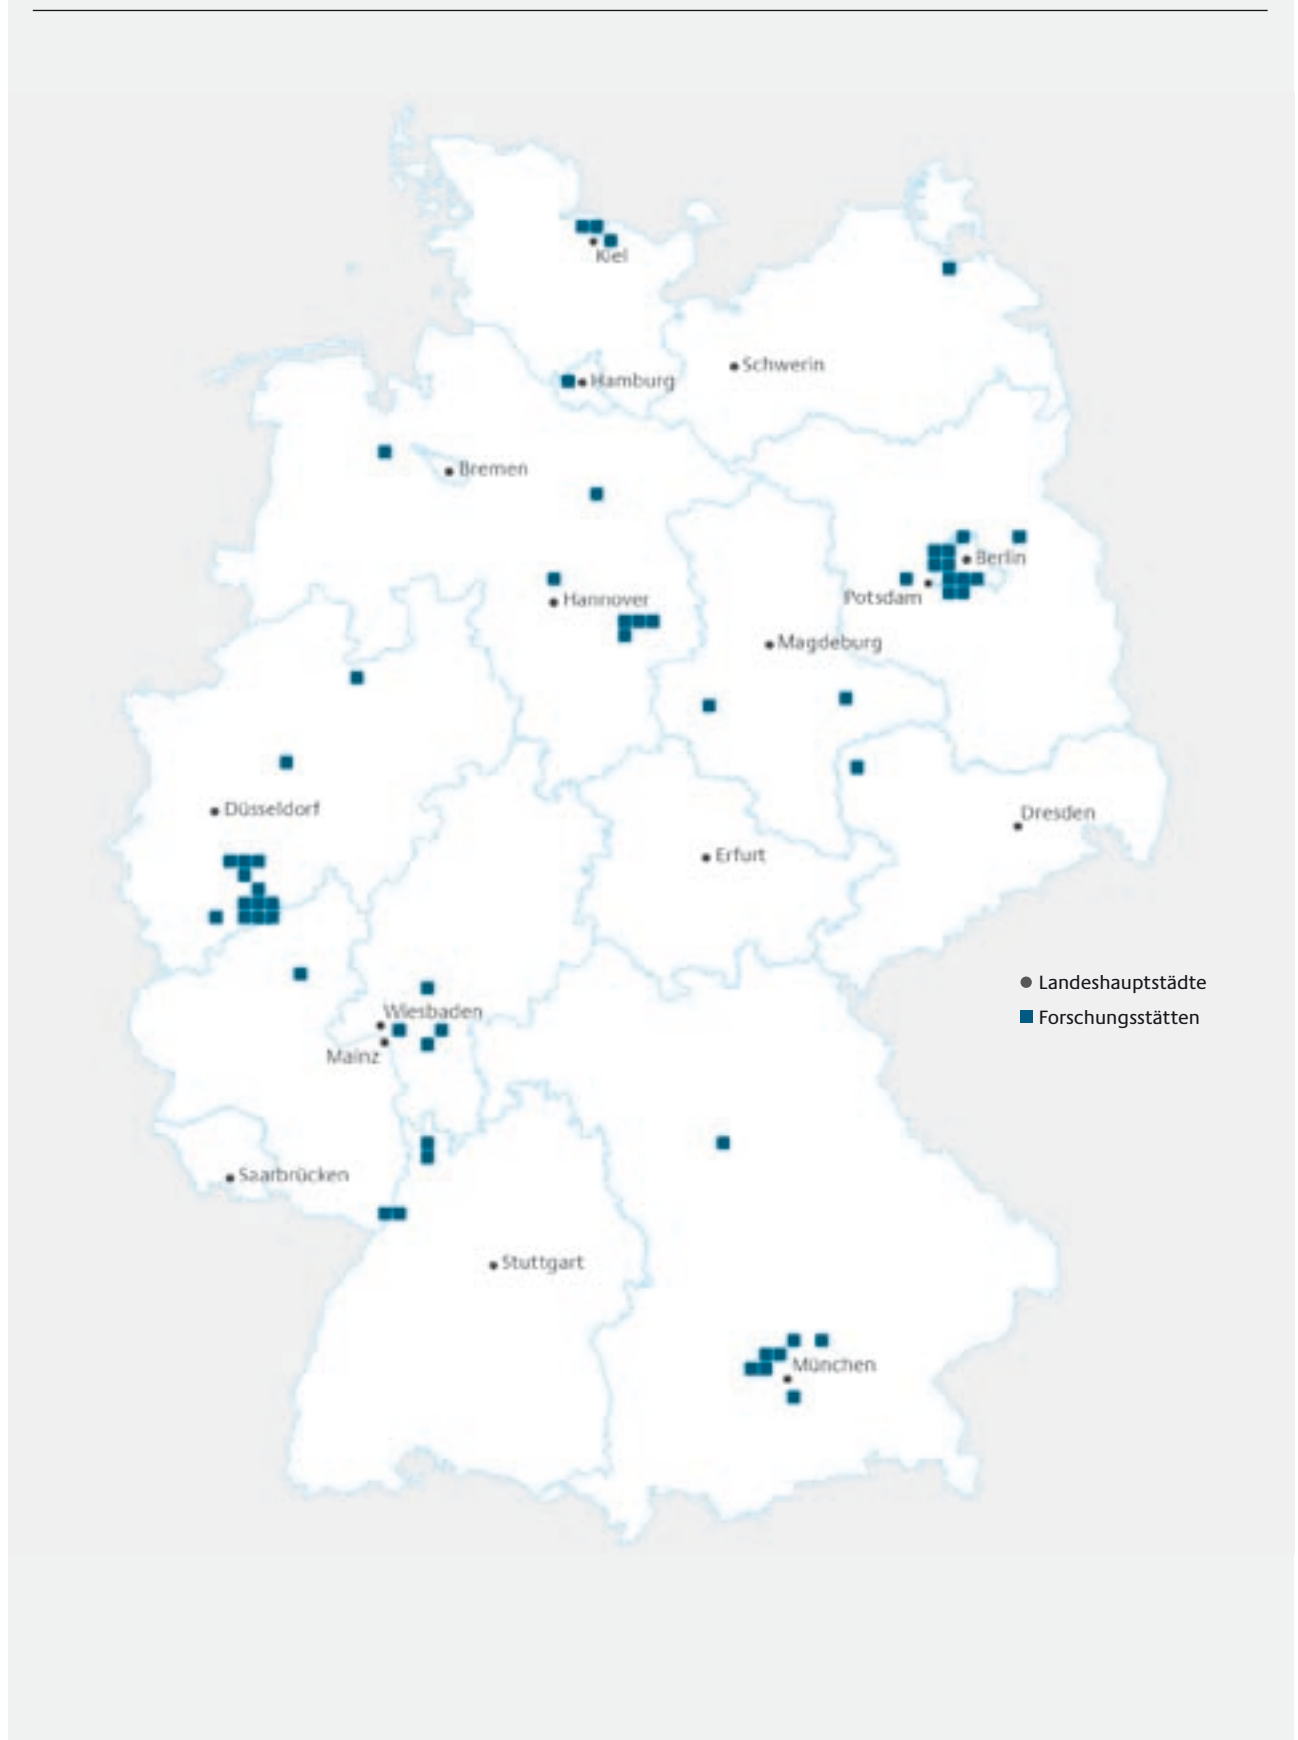 Kiel
Schwerin
Hamburg
Bremen
Berlin
Hannover
Potsdam
Magdeburg
Düsseldorf
Dresden
Erfurt
Landeshauptstädte
Wiesbaden
Forschungsstätten
Mainz
Saarbrücken
Stuttgart
München